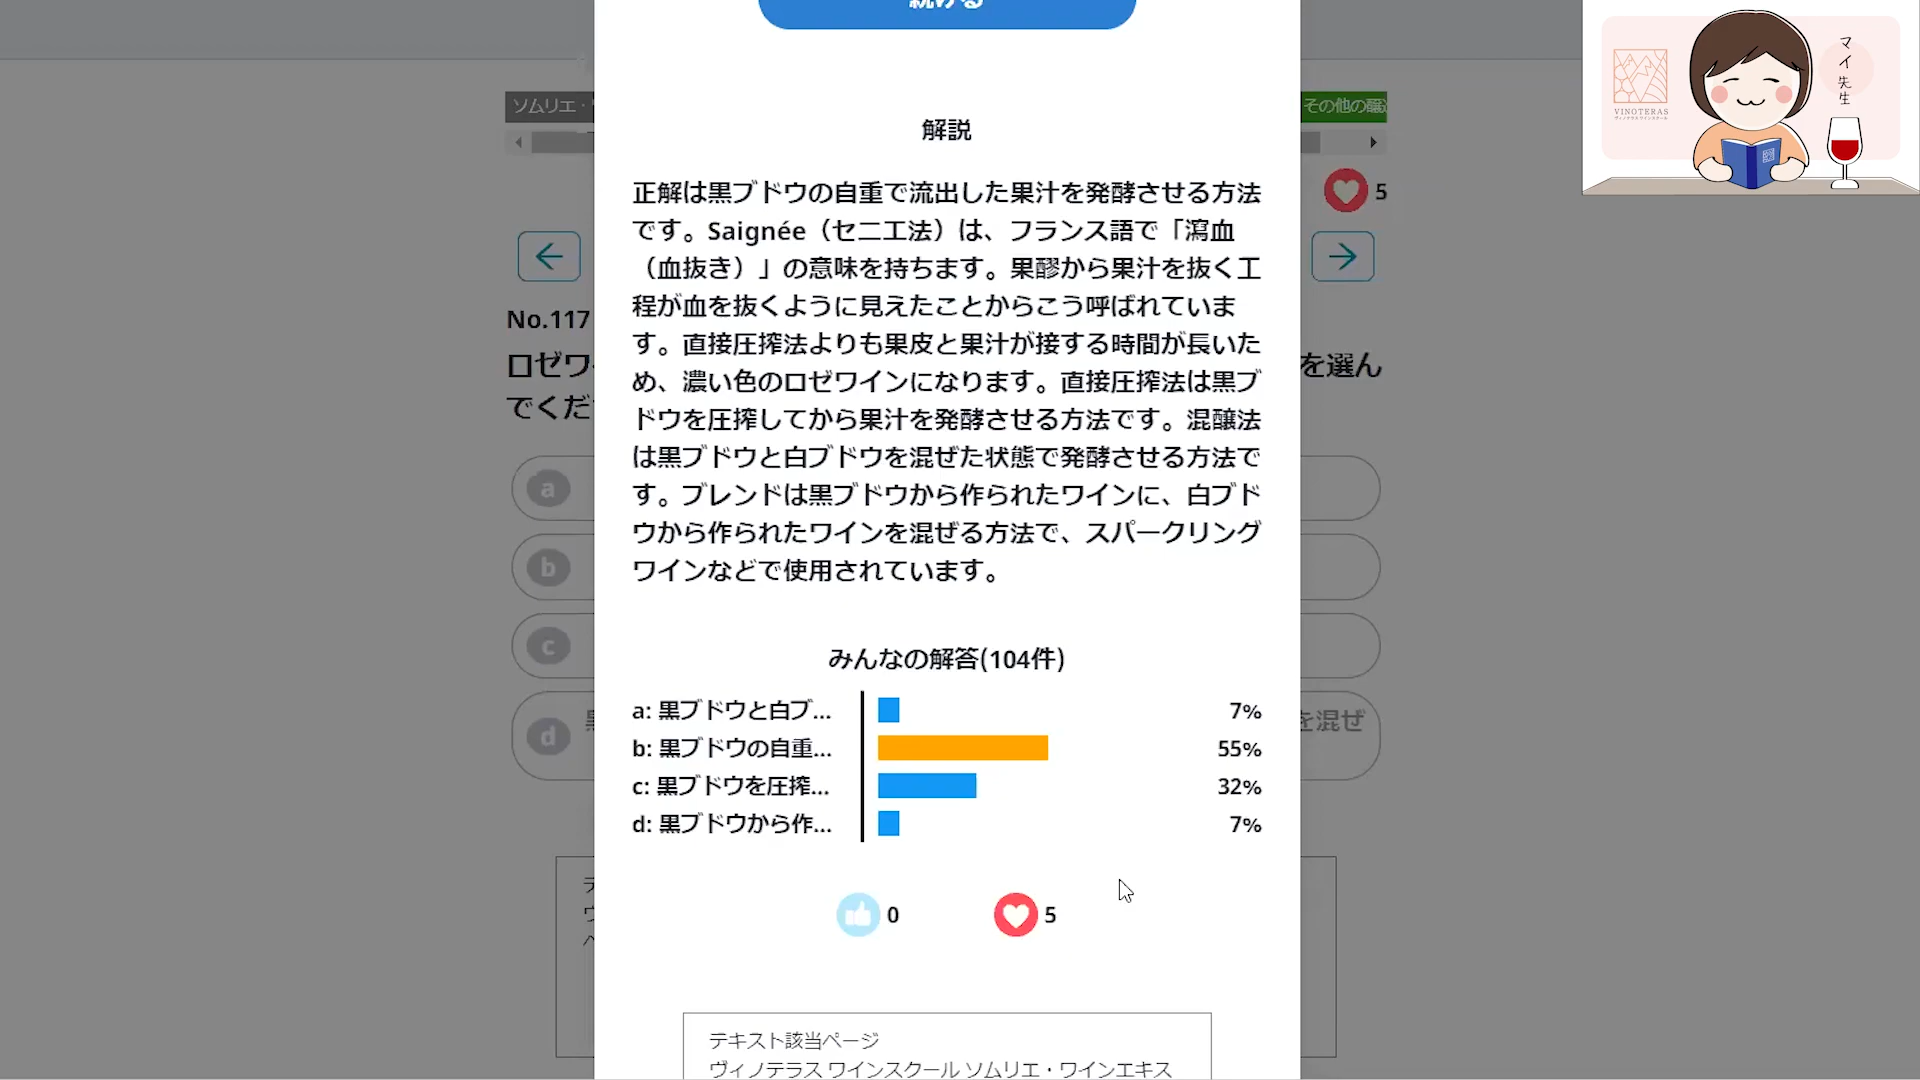 続ける
ソムリエ・
その他の醸
5
No.117
ロゼワ
を選ん
でくだ
a
b
c
d
を混ぜ
解説
正解は黒ブドウの自重で流出した果汁を発酵させる方法
です。Saignée（セニエ法）は、フランス語で「瀉血
（血抜き）」の意味を持ちます。果醪から果汁を抜く工
程が血を抜くように見えたことからこう呼ばれていま
す。直接圧搾法よりも果皮と果汁が接する時間が長いた
め、濃い色のロゼワインになります。直接圧搾法は黒ブ
ドウを圧搾してから果汁を発酵させる方法です。混醸法
は黒ブドウと白ブドウを混ぜた状態で発酵させる方法で
す。ブレンドは黒ブドウから作られたワインに、白ブド
ウから作られたワインを混ぜる方法で、スパークリング
ワインなどで使用されています。
みんなの解答(104件)
a: 黒ブドウと白ブ... 7%
b: 黒ブドウの自重... 55%
c: 黒ブドウを圧搾... 32%
d: 黒ブドウから作... 7%
0
5
テキスト該当ページ
ヴィノテラス ワインスクール ソムリエ・ワインエキス
VINOTERAS
ヴィノテラス ワインスクール
マイ先生